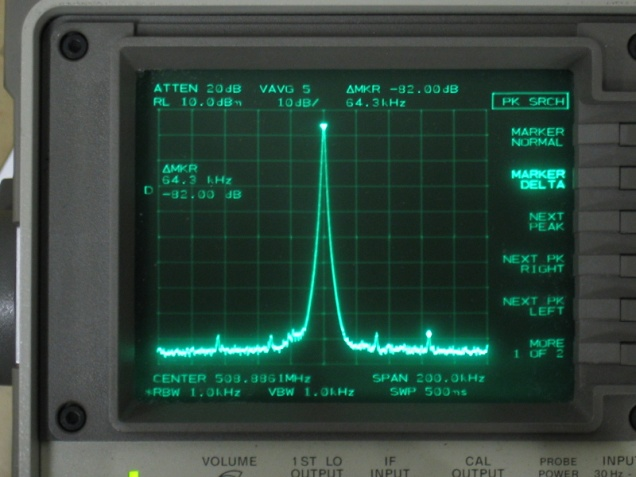 ATTEN 20dB VAVG 5 ΔMKR -82.00dB
RL 10.0dBm 10dB/ 64.3kHz
PK SRCH
MARKER
NORMAL
ΔMKR
64.3 kHz
-82.00 dB
D
MARKER
DELTA
NEXT
PEAK
NEXT PK
RIGHT
NEXT PK
LEFT
MORE
1 OF 2
CENTER 508.8861MHz SPAN 200.0kHz
*RBW 1.0kHz VBW 1.0kHz SWP 500ms
VOLUME 1ST LO IF CAL PROBE INPU
OUTPUT INPUT OUTPUT POWER 30 Hz -